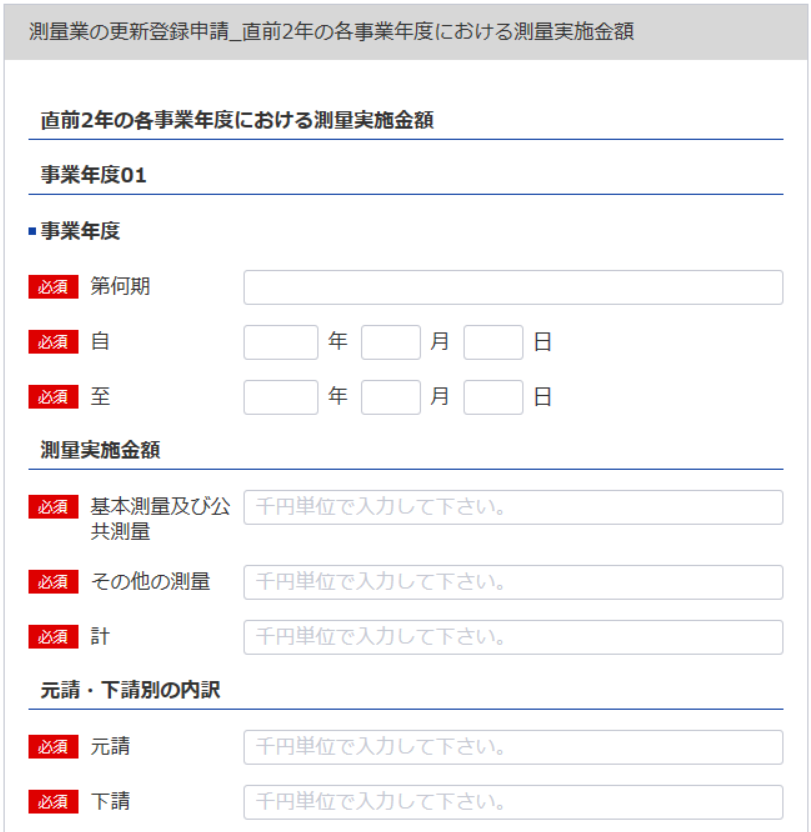 測量業の更新登録申請_直前2年の各事業年度における測量実施金額
直前2年の各事業年度における測量実施金額
事業年度01
事業年度
必須 第何期
必須 自 年 月 日
必須 至 年 月 日
測量実施金額
必須 基本測量及び公 千円単位で入力して下さい。
共測量
必須 その他の測量 千円単位で入力して下さい。
必須 計 千円単位で入力して下さい。
元請・下請別の内訳
必須 元請 千円単位で入力して下さい。
必須 下請 千円単位で入力して下さい。